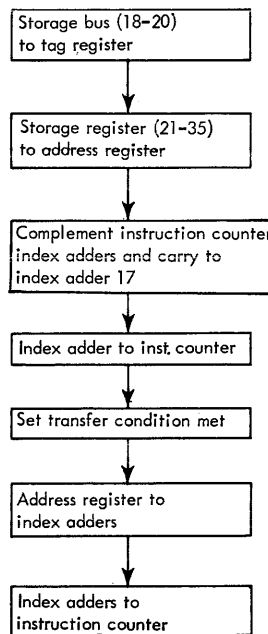 Storage bus (18-20)
to tag register
Storage register (21-35)
to address register
Complement instruction counter
index adders and carry to
index adder 17
Index adder to inst. counter
Set transfer condition met
Address register to
index adders
Index adders to
instruction counter